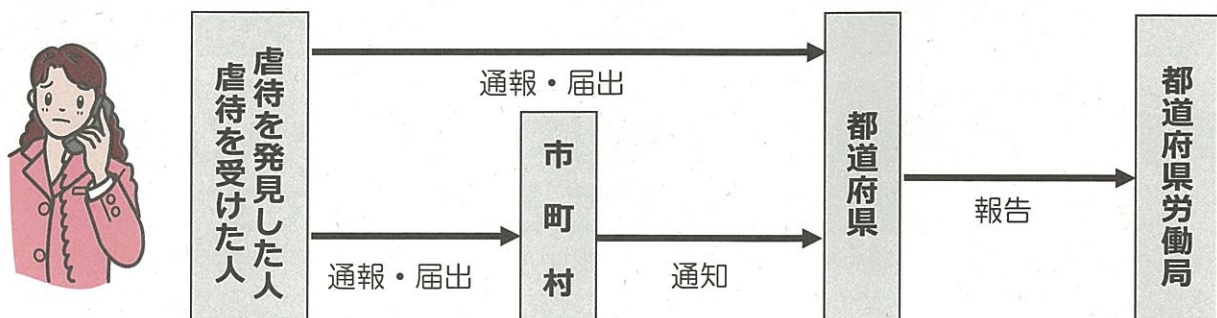 虐待を発見した人
虐待を受けた人
通報・届出
通報・届出
市町村
通知
都道府県
報告
都道府県労働局